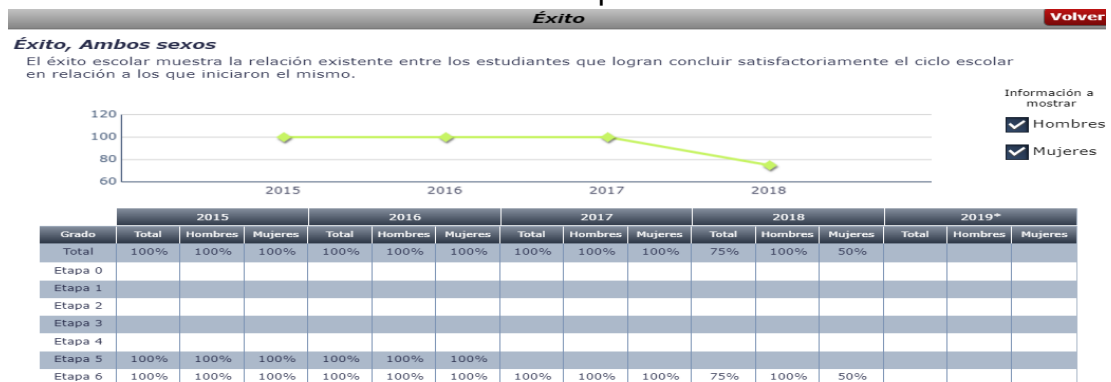 Éxito
Volver
Éxito, Ambos sexos
El éxito escolar muestra la relación existente entre los estudiantes que logran concluir satisfactoriamente el ciclo escolar
en relación a los que iniciaron el mismo.
Información a
mostrar
Hombres
Mujeres
120
100
80
60
2015 2016 2017 2018
2015 2016 2017 2018 2019*
Grado Total Hombres Mujeres Total Hombres Mujeres Total Hombres Mujeres Total Hombres Mujeres Total Hombres Mujeres
Total 100% 100% 100% 100% 100% 100% 100% 100% 100% 75% 100% 50%
Etapa 0
Etapa 1
Etapa 2
Etapa 3
Etapa 4
Etapa 5 100% 100% 100% 100% 100% 100%
Etapa 6 100% 100% 100% 100% 100% 100% 100% 100% 100% 75% 100% 50%